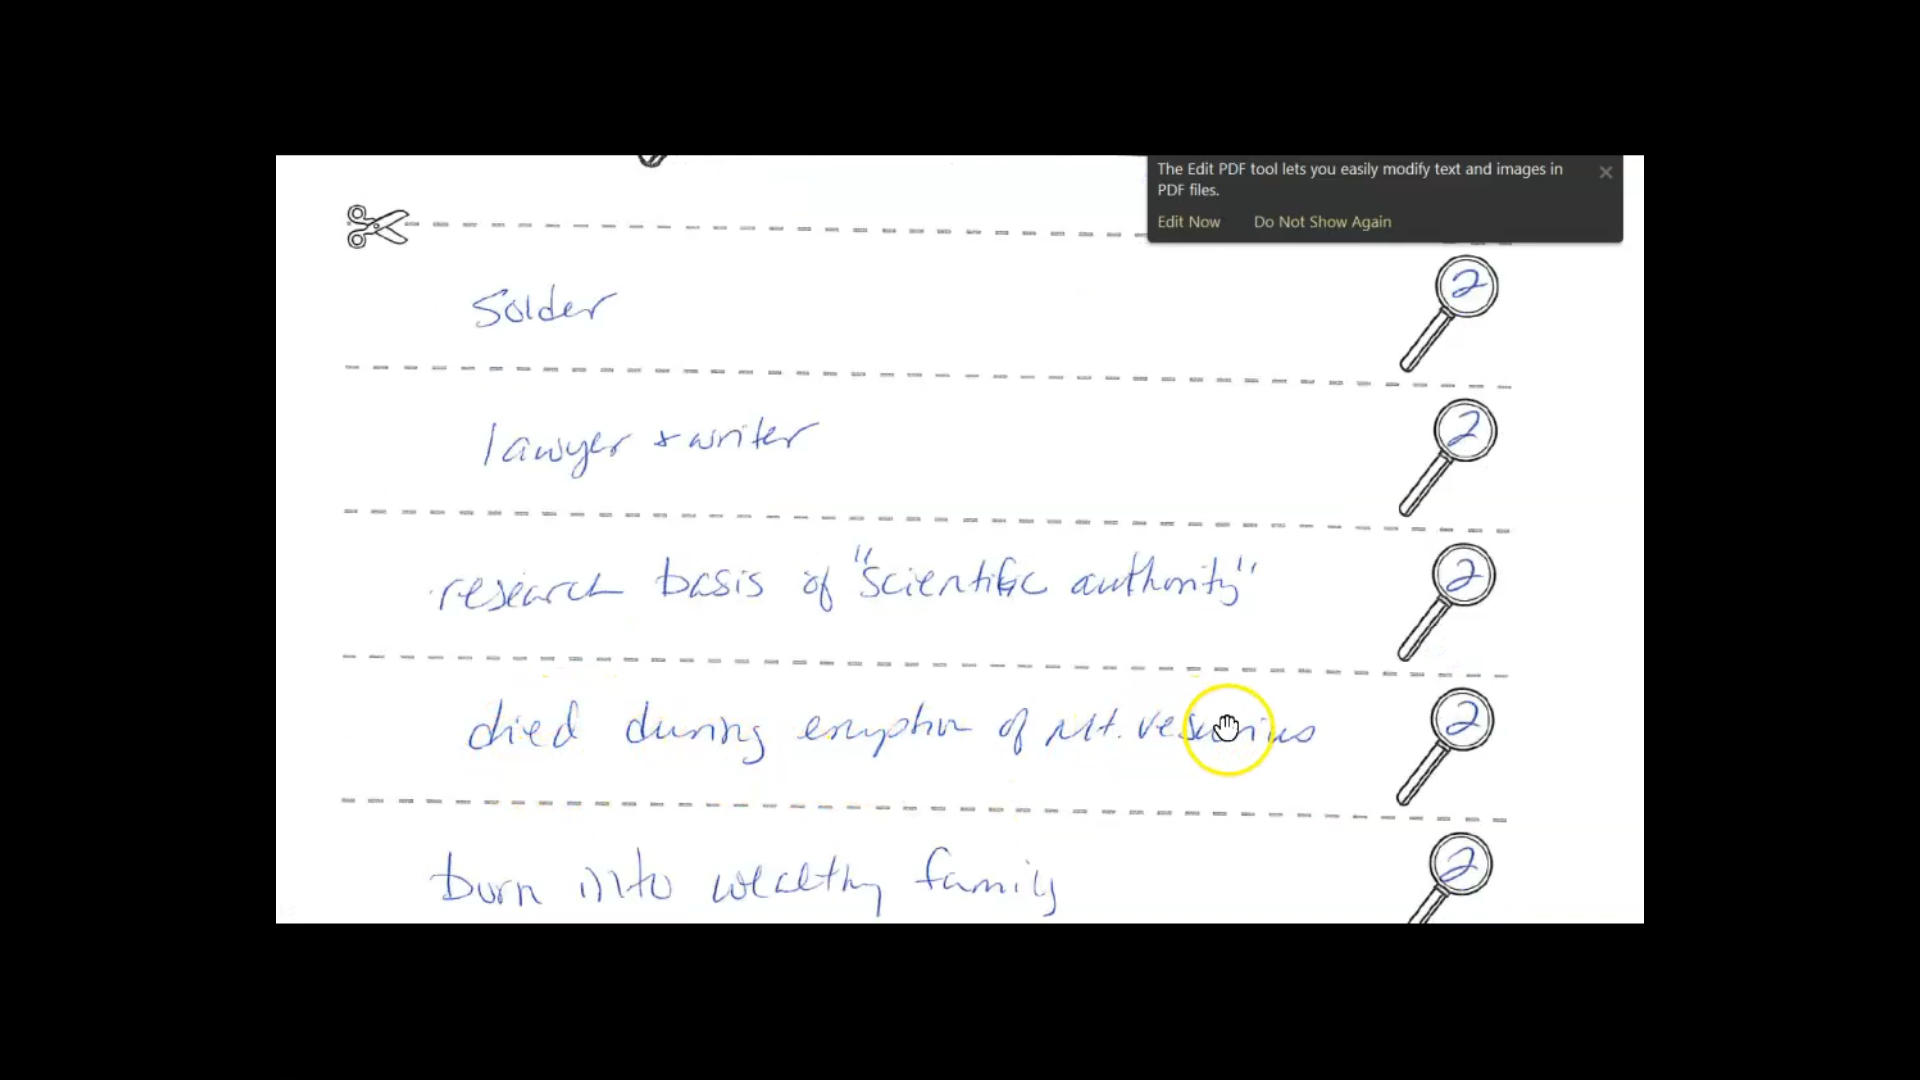 The Edit PDF tool lets you easily modify text and images in
PDF files.
Edit Now Do Not Show Again
Solder
2
lawyer + writer
2
research basis of "scientific authority"
2
died during eruption of Mt. Vesuvius
2
born into wealthy family
2